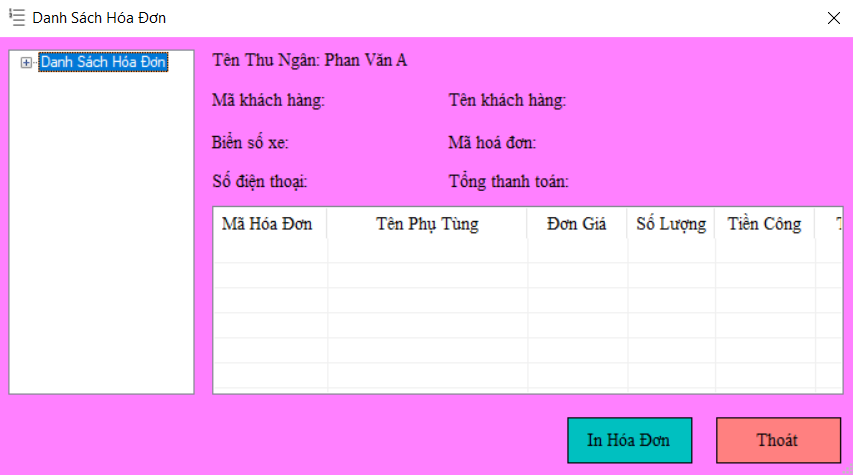 Danh Sách Hóa Đơn
Danh Sách Hóa Đơn
Tên Thu Ngân: Phan Văn A
Mã khách hàng: Tên khách hàng:
Biển số xe: Mã hoá đơn:
Số điện thoại: Tổng thanh toán:
Mã Hóa Đơn Tên Phụ Tùng Đơn Giá Số Lượng Tiền Công
In Hóa Đơn Thoát